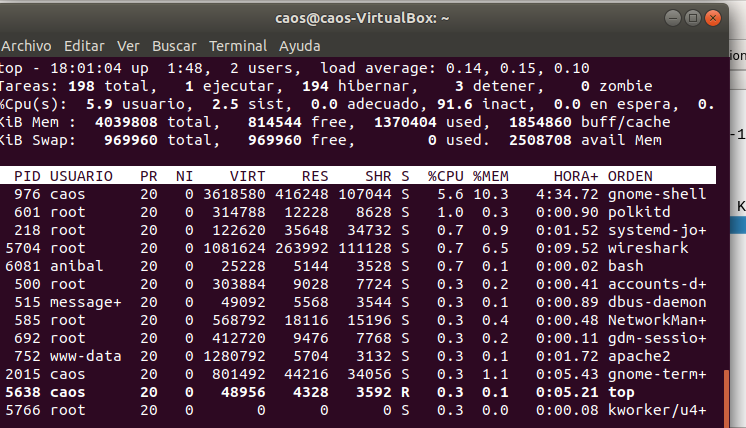 caos@caos-VirtualBox: ~
Archivo Editar Ver Buscar Terminal Ayuda
top - 18:01:04 up  1:48,  2 users,  load average: 0.14, 0.15, 0.10
Tareas: 198 total,   1 ejecutar, 194 hibernar,   3 detener,   0 zombie
%Cpu(s):  5.9 usuario,  2.5 sist,  0.0 adecuado, 91.6 inact,  0.0 en espera,  0.
KiB Mem :  4039808 total,   814544 free,  1370404 used,  1854860 buff/cache
KiB Swap:   969960 total,   969960 free,        0 used.  2508708 avail Mem
PID USUARIO   PR  NI    VIRT    RES    SHR S  %CPU %MEM     HORA+ ORDEN
976 caos      20   0 3618580 416248 107044 S   5.6 10.3   4:34.72 gnome-shell
601 root      20   0  314788  12228   8628 S   1.0  0.3   0:00.90 polkitd
218 root      20   0  122620  35648  34732 S   0.7  0.9   0:01.52 systemd-jo+
5704 root      20   0 1081624 263992 111128 S   0.7  6.5   0:09.52 wireshark
6081 anibal    20   0   25228   5144   3528 S   0.7  0.1   0:00.02 bash
500 root      20   0  303884   9028   7724 S   0.3  0.2   0:00.41 accounts-d+
515 message+  20   0   49092   5568   3544 S   0.3  0.1   0:00.89 dbus-daemon
585 root      20   0  568792  18116  15196 S   0.3  0.4   0:00.48 NetworkMan+
692 root      20   0  412720   9476   7768 S   0.3  0.2   0:00.11 gdm-sessio+
752 www-data  20   0 1280792   5704   3132 S   0.3  0.1   0:01.72 apache2
2015 caos      20   0  801492  44216  34056 S   0.3  1.1   0:05.43 gnome-term+
5638 caos      20   0   48956   4328   3592 R   0.3  0.1   0:05.21 top
5766 root      20   0       0      0      0 S   0.3  0.0   0:00.08 kworker/u4+
ion
-1
K